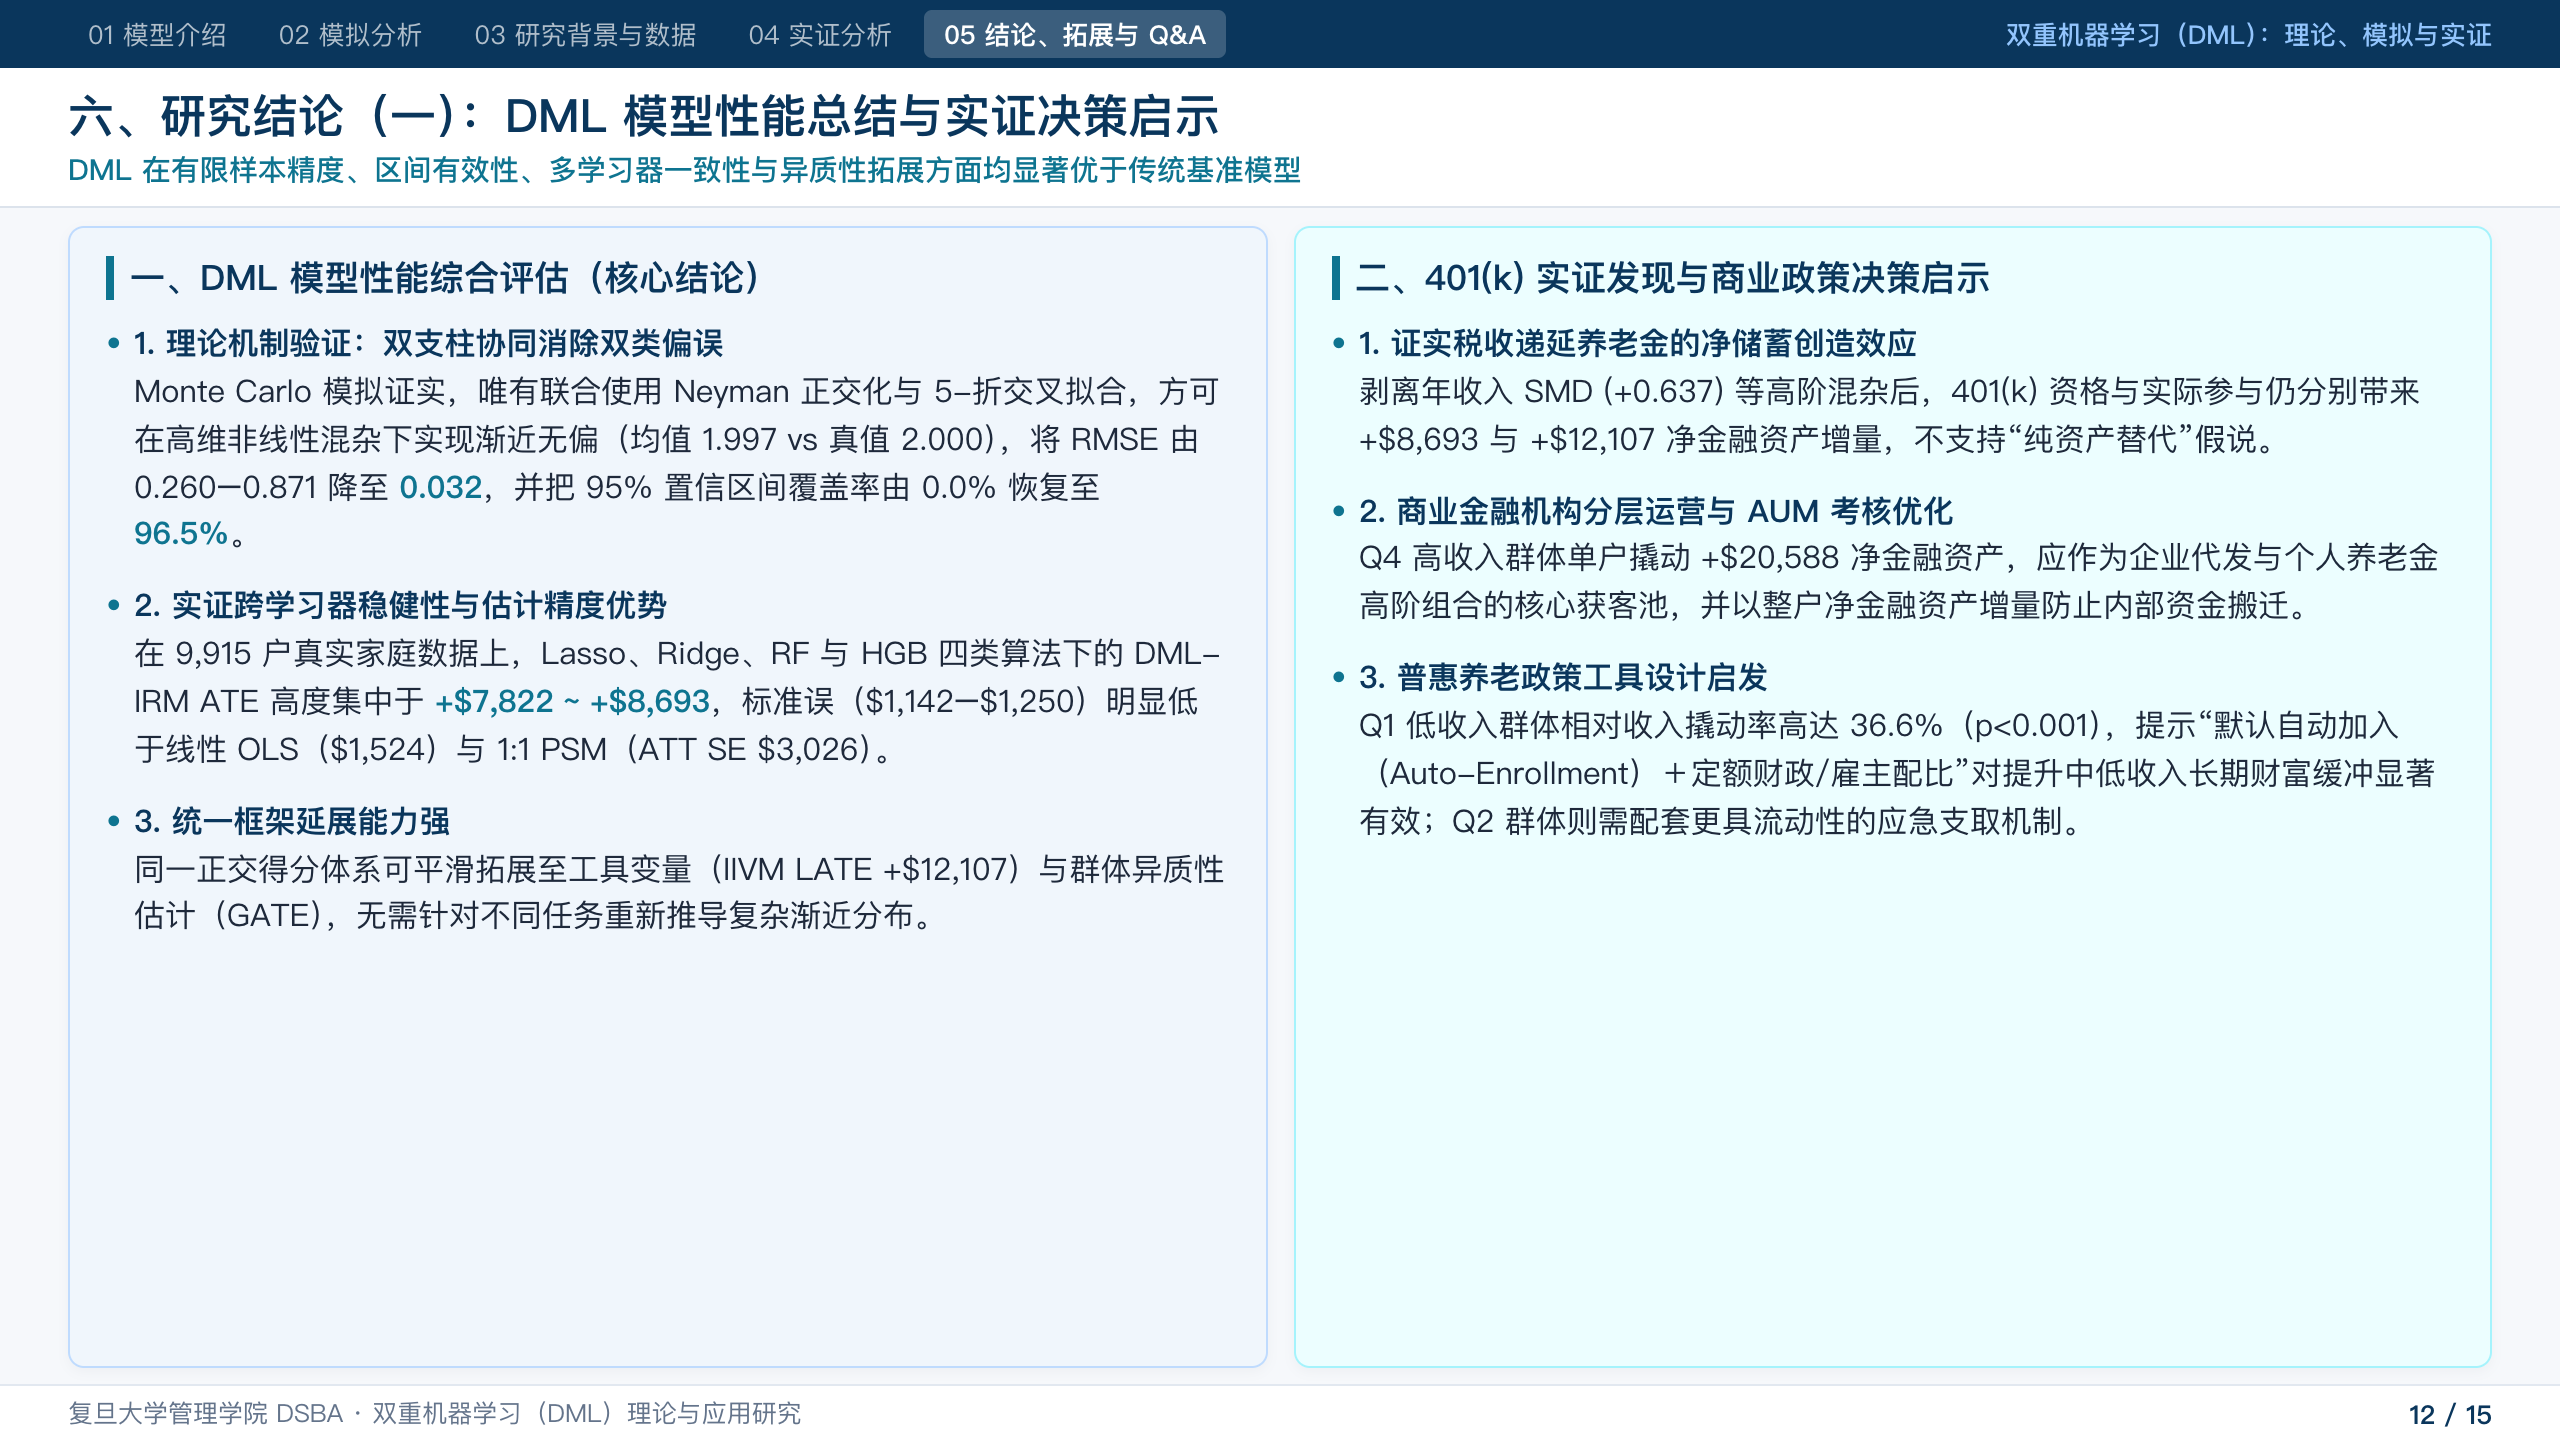 01 模型介绍
02 模拟分析
03 研究背景与数据
04 实证分析
05 结论、拓展与 Q&A
双重机器学习（DML）：理论、模拟与实证
六、研究结论（一）：DML 模型性能总结与实证决策启示
DML 在有限样本精度、区间有效性、多学习器一致性与异质性拓展方面均显著优于传统基准模型
一、DML 模型性能综合评估（核心结论）
• 1. 理论机制验证：双支柱协同消除双类偏误
Monte Carlo 模拟证实，唯有联合使用 Neyman 正交化与 5-折交叉拟合，方可
在高维非线性混杂下实现渐近无偏（均值 1.997 vs 真值 2.000），将 RMSE 由
0.260—0.871 降至 0.032，并把 95% 置信区间覆盖率由 0.0% 恢复至
96.5%。
• 2. 实证跨学习器稳健性与估计精度优势
在 9,915 户真实家庭数据上，Lasso、Ridge、RF 与 HGB 四类算法下的 DML-
IRM ATE 高度集中于 +$7,822 ~ +$8,693，标准误（$1,142—$1,250）明显低
于线性 OLS（$1,524）与 1:1 PSM（ATT SE $3,026）。
• 3. 统一框架延展能力强
同一正交得分体系可平滑拓展至工具变量（IIVM LATE +$12,107）与群体异质性
估计（GATE），无需针对不同任务重新推导复杂渐近分布。
二、401(k) 实证发现与商业政策决策启示
• 1. 证实税收递延养老金的净储蓄创造效应
剥离年收入 SMD (+0.637) 等高阶混杂后，401(k) 资格与实际参与仍分别带来
+$8,693 与 +$12,107 净金融资产增量，不支持“纯资产替代”假说。
• 2. 商业金融机构分层运营与 AUM 考核优化
Q4 高收入群体单户撬动 +$20,588 净金融资产，应作为企业代发与个人养老金
高阶组合的核心获客池，并以整户净金融资产增量防止内部资金搬迁。
• 3. 普惠养老政策工具设计启发
Q1 低收入群体相对收入撬动率高达 36.6%（p<0.001），提示“默认自动加入
（Auto-Enrollment）＋定额财政/雇主配比”对提升中低收入长期财富缓冲显著
有效；Q2 群体则需配套更具流动性的应急支取机制。
复旦大学管理学院 DSBA · 双重机器学习（DML）理论与应用研究
12 / 15